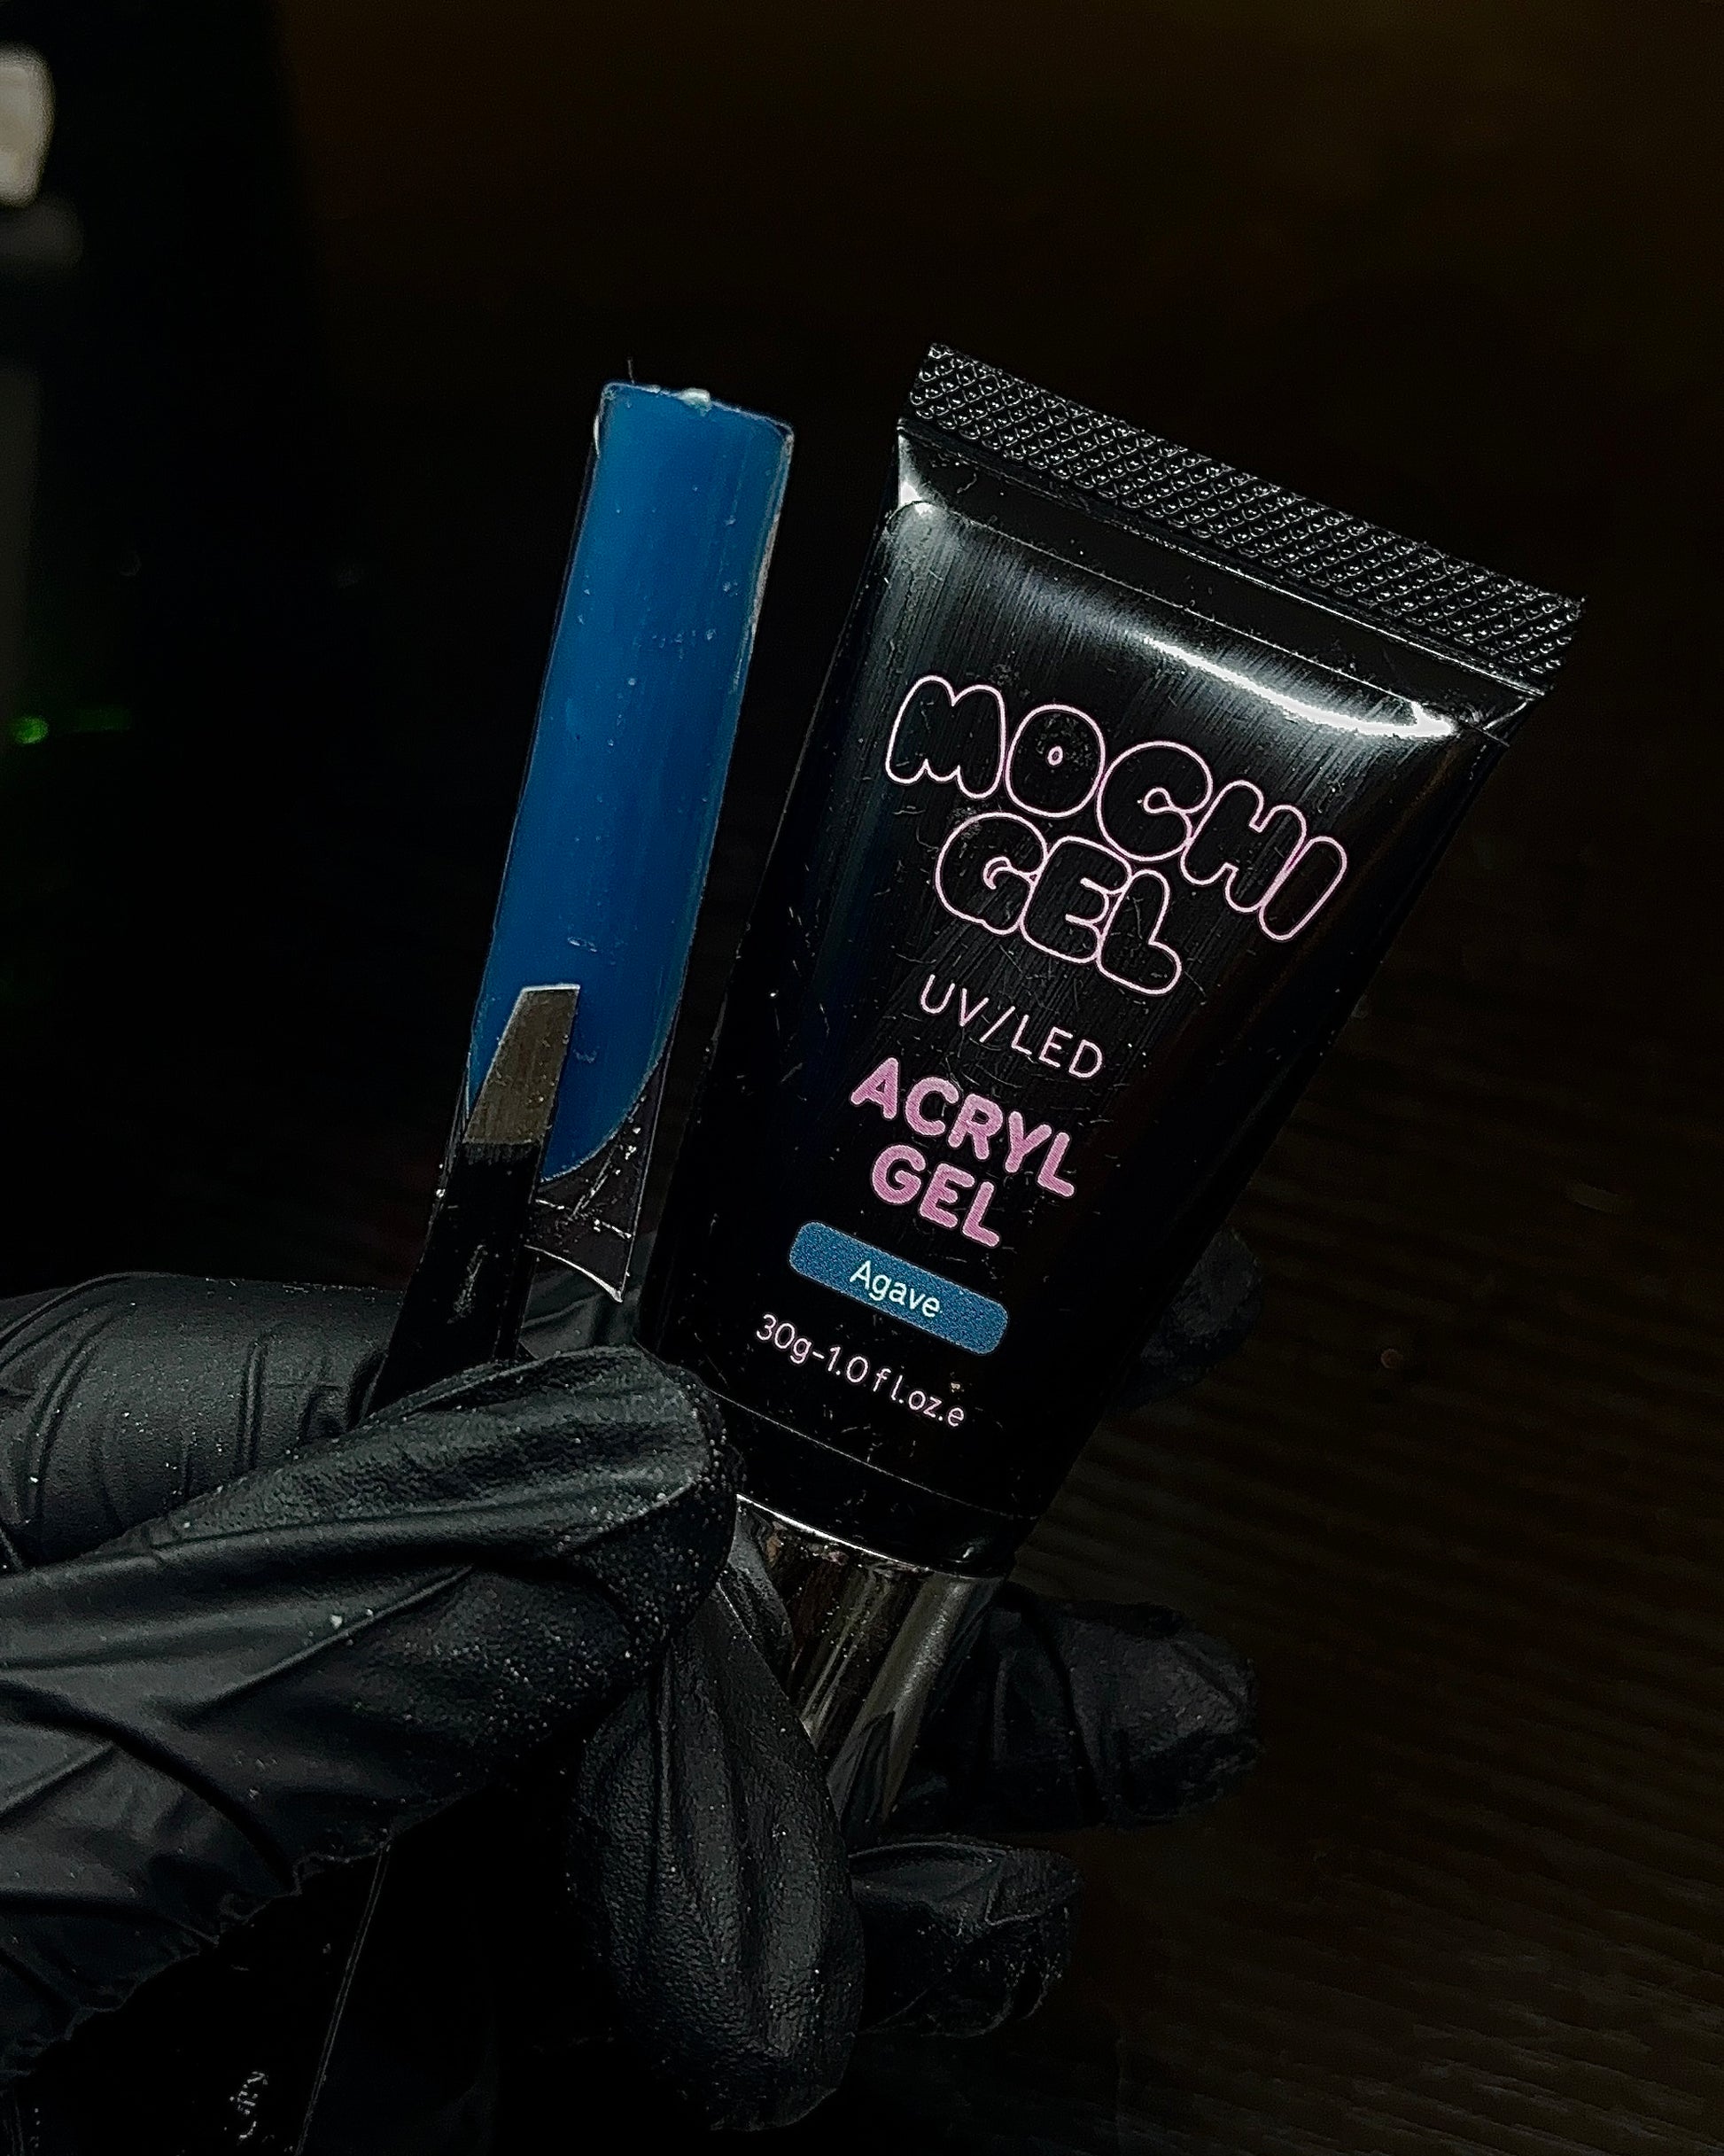 MOCHI
GEL
UV/LED
ACRYL
GEL
Agave
30g-1.0 fl.oz.e